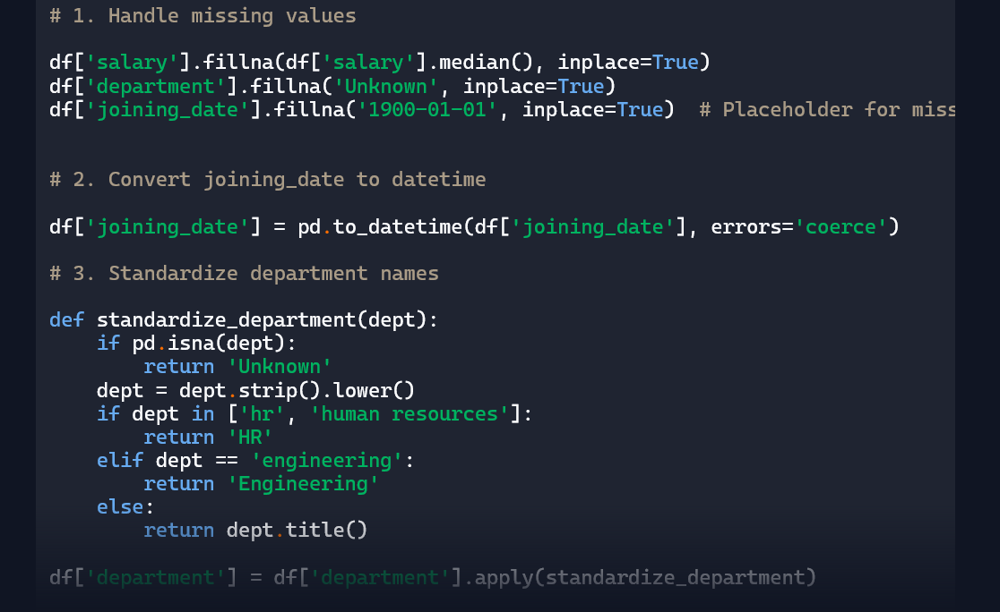 # 1. Handle missing values
df['salary'].fillna(df['salary'].median(), inplace=True)
df['department'].fillna('Unknown', inplace=True)
df['joining_date'].fillna('1900-01-01', inplace=True)  # Placeholder for miss
# 2. Convert joining_date to datetime
df['joining_date'] = pd.to_datetime(df['joining_date'], errors='coerce')
# 3. Standardize department names
def standardize_department(dept):
    if pd.isna(dept):
        return 'Unknown'
    dept = dept.strip().lower()
    if dept in ['hr', 'human resources']:
        return 'HR'
    elif dept == 'engineering':
        return 'Engineering'
    else:
        return dept.title()
df['department'] = df['department'].apply(standardize_department)